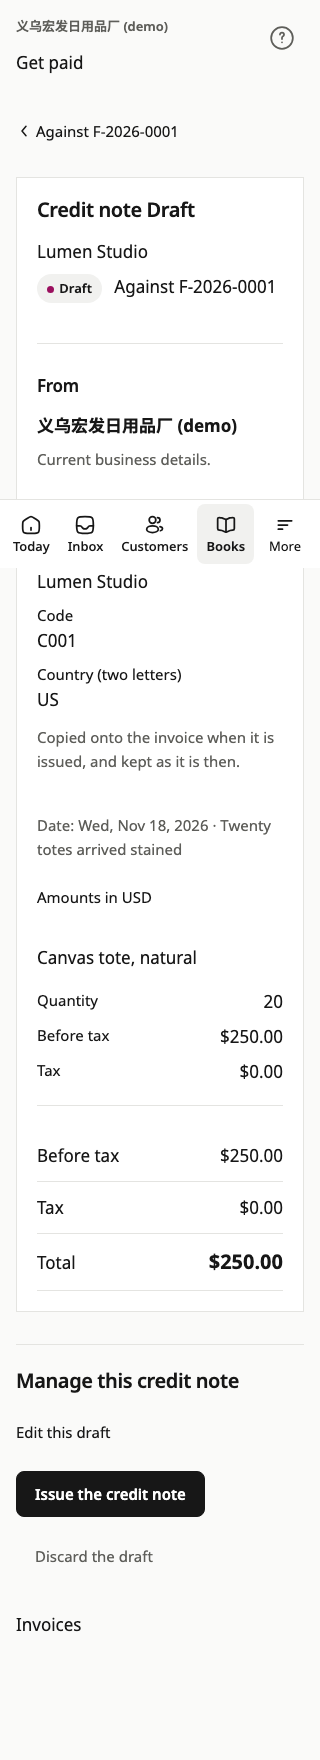 义乌宏发日用品厂 (demo)
Get paid
Against F-2026-0001
Credit note Draft
Lumen Studio
Draft
Against F-2026-0001
From
义乌宏发日用品厂 (demo)
Current business details.
Today
Inbox
Customers
Books
More
Lumen Studio
Code
C001
Country (two letters)
US
Copied onto the invoice when it is
issued, and kept as it is then.
Date: Wed, Nov 18, 2026 · Twenty
totes arrived stained
Amounts in USD
Canvas tote, natural
Quantity 20
Before tax $250.00
Tax $0.00
Before tax $250.00
Tax $0.00
Total $250.00
Manage this credit note
Edit this draft
Issue the credit note
Discard the draft
Invoices